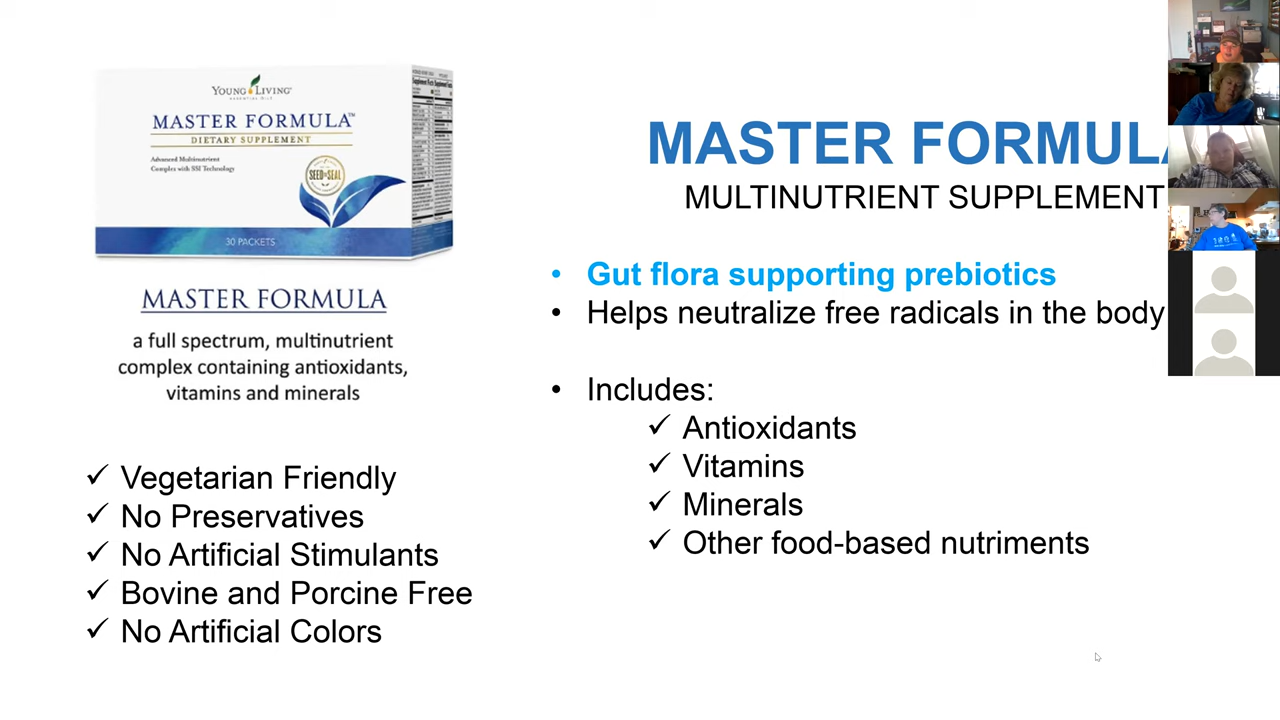 YOUNG LIVING
ESSENTIAL OILS
MASTER FORMULA™
DIETARY SUPPLEMENT
Advanced Multinutrient
Complex with SSI Technology
SEED TO SEAL
30 PACKETS
MASTER FORMULA
a full spectrum, multinutrient
complex containing antioxidants,
vitamins and minerals
✓ Vegetarian Friendly
✓ No Preservatives
✓ No Artificial Stimulants
✓ Bovine and Porcine Free
✓ No Artificial Colors
MASTER FORMULA
MULTINUTRIENT SUPPLEMENT
• Gut flora supporting prebiotics
• Helps neutralize free radicals in the body
• Includes:
✓ Antioxidants
✓ Vitamins
✓ Minerals
✓ Other food-based nutriments